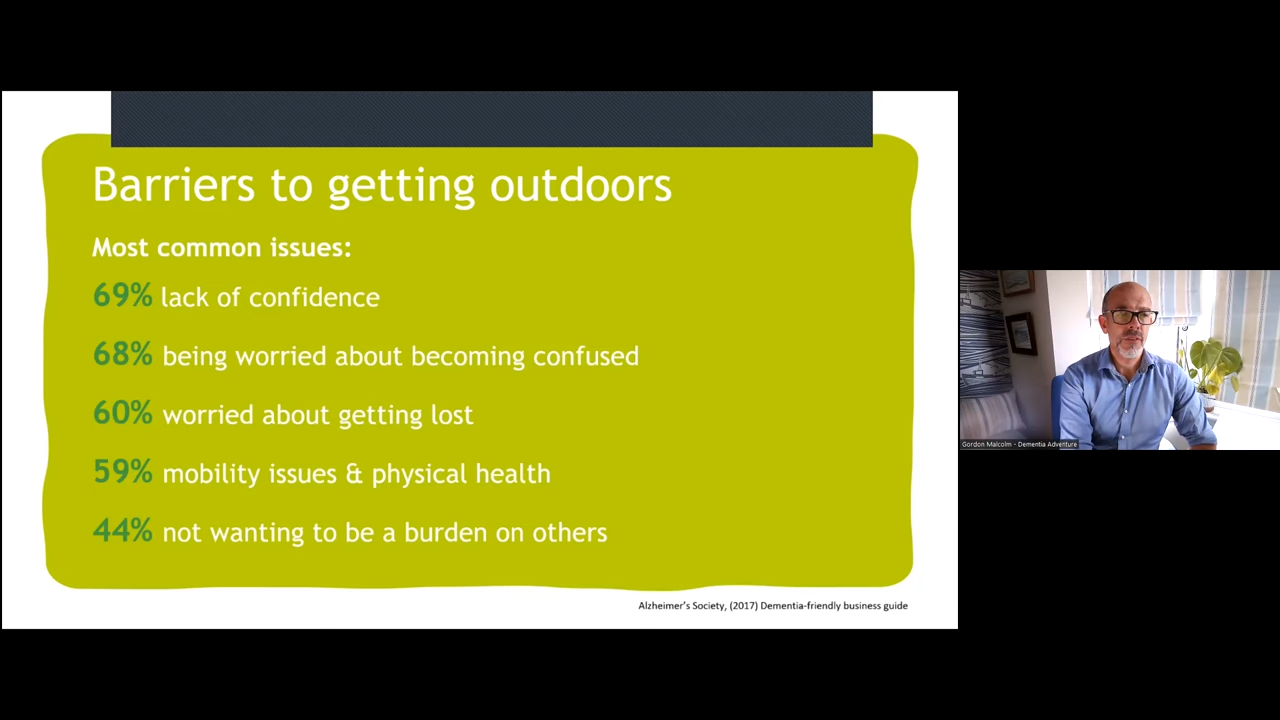 Barriers to getting outdoors
Most common issues:
69% lack of confidence
68% being worried about becoming confused
60% worried about getting lost
59% mobility issues & physical health
44% not wanting to be a burden on others
Alzheimer's Society, (2017) Dementia-friendly business guide
Gordon Malcolm - Dementia Adventure